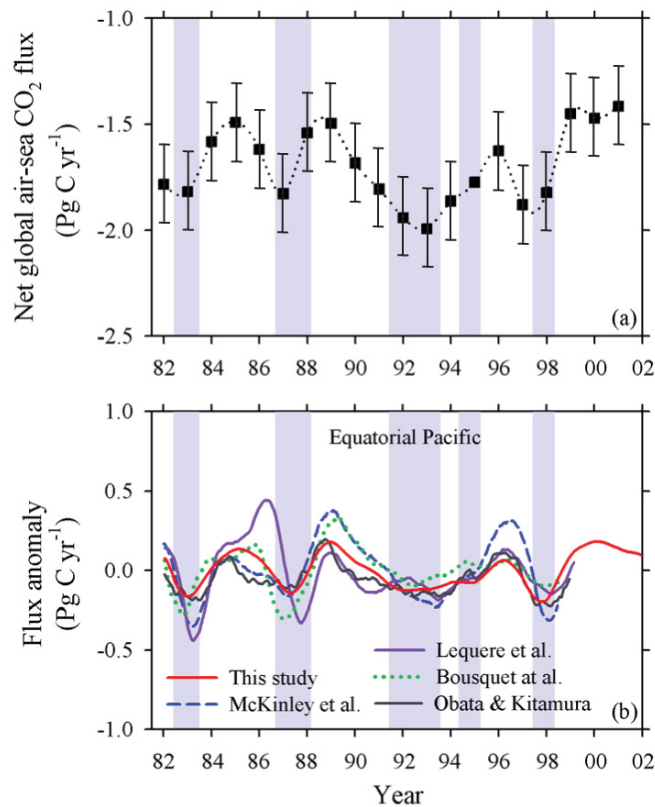 Net global air-sea CO2 flux
(Pg C yr-1)
-1.0
-1.5
-2.0
-2.5
(a)
82 84 86 88 90 92 94 96 98 00 02
Flux anomaly
(Pg C yr-1)
1.0
0.5
0.0
-0.5
-1.0
Equatorial Pacific
This study
McKinley et al.
Lequere et al.
Bousquet at al.
Obata & Kitamura
(b)
82 84 86 88 90 92 94 96 98 00 02
Year